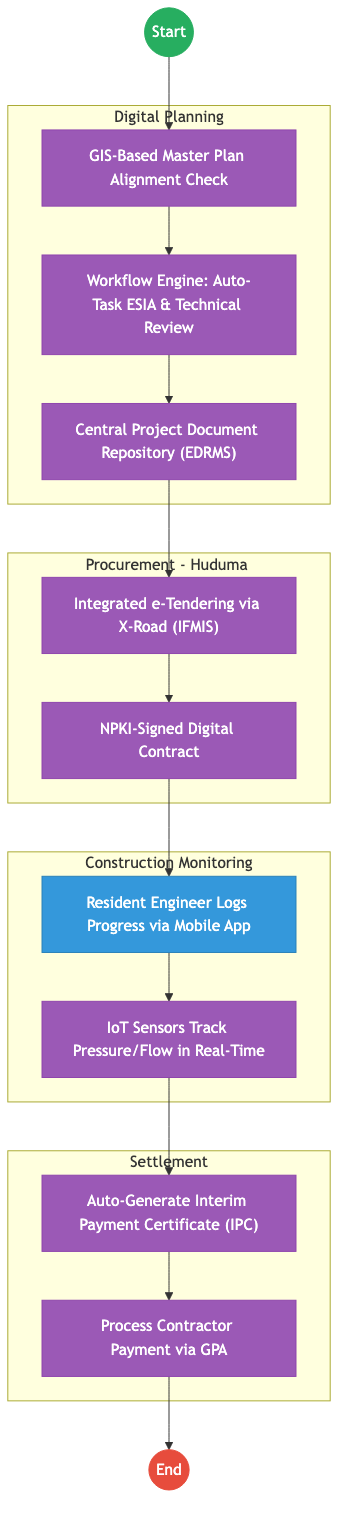 Start
Digital Planning
GIS-Based Master Plan
Alignment Check
Workflow Engine: Auto-
Task ESIA & Technical
Review
Central Project Document
Repository (EDRMS)
Procurement - Huduma
Integrated e-Tendering via
X-Road (IFMIS)
NPKI-Signed Digital
Contract
Construction Monitoring
Resident Engineer Logs
Progress via Mobile App
IoT Sensors Track
Pressure/Flow in Real-Time
Settlement
Auto-Generate Interim
Payment Certificate (IPC)
Process Contractor
Payment via GPA
End